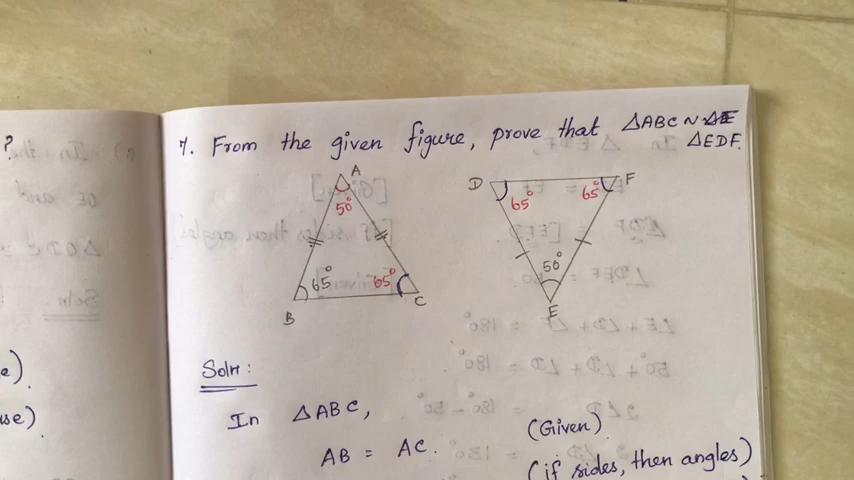 ?
7. From the given figure, prove that △ABC ~ △EDF.
A
50°
65°
65°
B
C
D
F
65°
65°
50°
E
Soln:
In △ABC,
AB = AC. (Given)
(if sides, then angles)
e).
use)